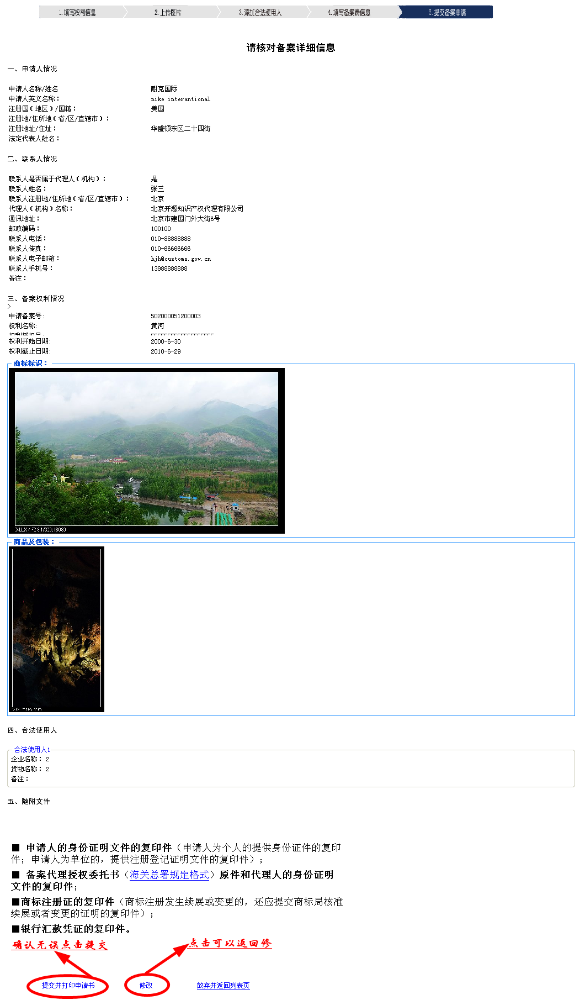 1.填写权利信息
2.上传图片
3.添加合法使用人
4.填写备案费信息
5.提交备案申请
请核对备案详细信息
一、申请人情况
申请人名称/姓名 耐克国际
申请人英文名称： nike interantional
注册国（地区）/国籍： 美国
注册地/住所地（省/区/直辖市）：
注册地址/住址： 华盛顿东区二十四街
法定代表人姓名：
二、联系人情况
联系人是否属于代理人（机构）： 是
联系人姓名： 张三
联系人注册地/住所地（省/区/直辖市）： 北京
代理人（机构）名称： 北京开源知识产权代理有限公司
通讯地址： 北京市建国门外大街6号
邮政编码： 100100
联系人电话： 010-88888888
联系人传真： 010-66666666
联系人电子邮箱： hjh@customs.gov.cn
联系人手机号： 13988888888
备注：
三、备案权利情况
>
申请备案号: 502000051200003
权利名称: 黄河
权利开始日期: 2000-6-30
权利截止日期: 2010-6-29
商标标识：
商品及包装：
四、合法使用人
合法使用人1
企业名称： 2
货物名称： 2
备注：
五、随附文件
■ 申请人的身份证明文件的复印件（申请人为个人的提供身份证件的复印
件；申请人为单位的，提供注册登记证明文件的复印件）；
■ 备案代理授权委托书（海关总署规定格式）原件和代理人的身份证明
文件的复印件；
■商标注册证的复印件（商标注册发生续展或变更的，还应提交商标局核准
续展或者变更的证明的复印件）；
■银行汇款凭证的复印件。
确认无误点击提交
点击可以返回修
提交并打印申请书
修改
放弃并返回列表页